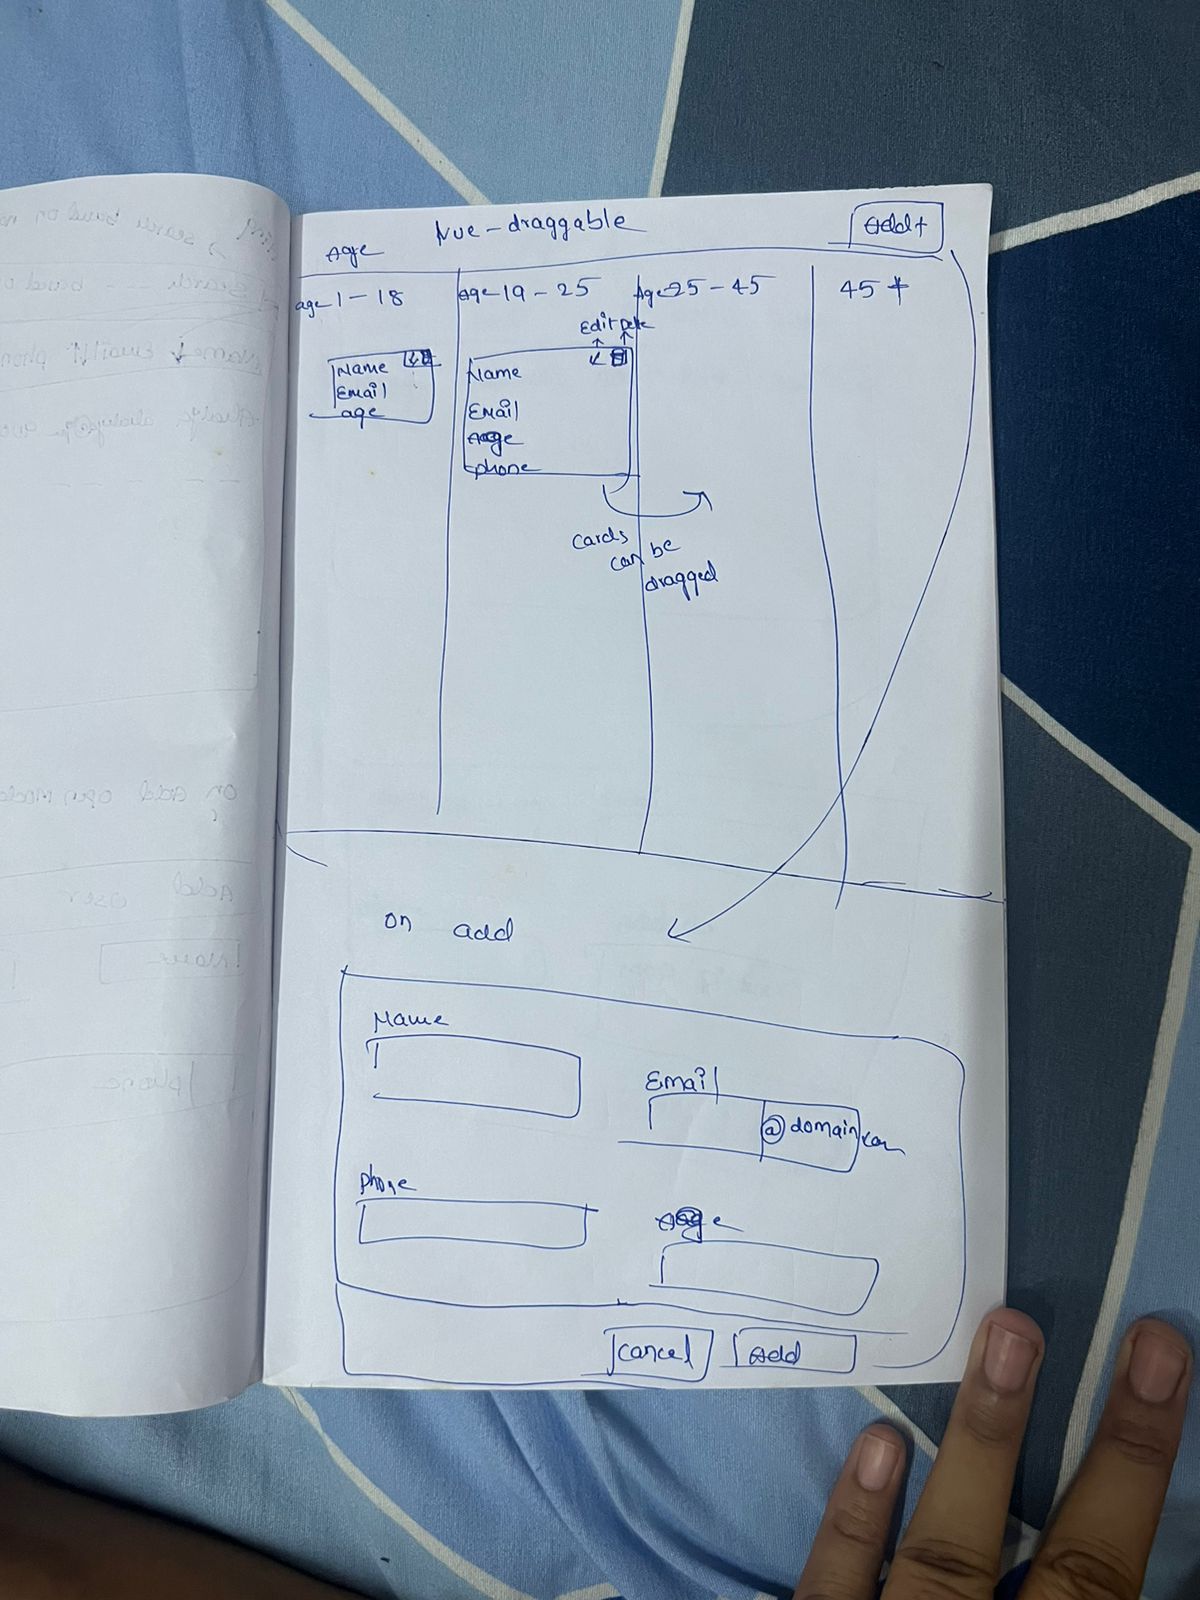 Vue-draggable
Add+
Age
age 1-18
Age 19-25
Age 25-45
45+
Edit
Name
Email
age
Name
Email
Age
phone
cards
can be
dragged
on add
Name
Email
@domain.com
phone
Age
Cancel
Add